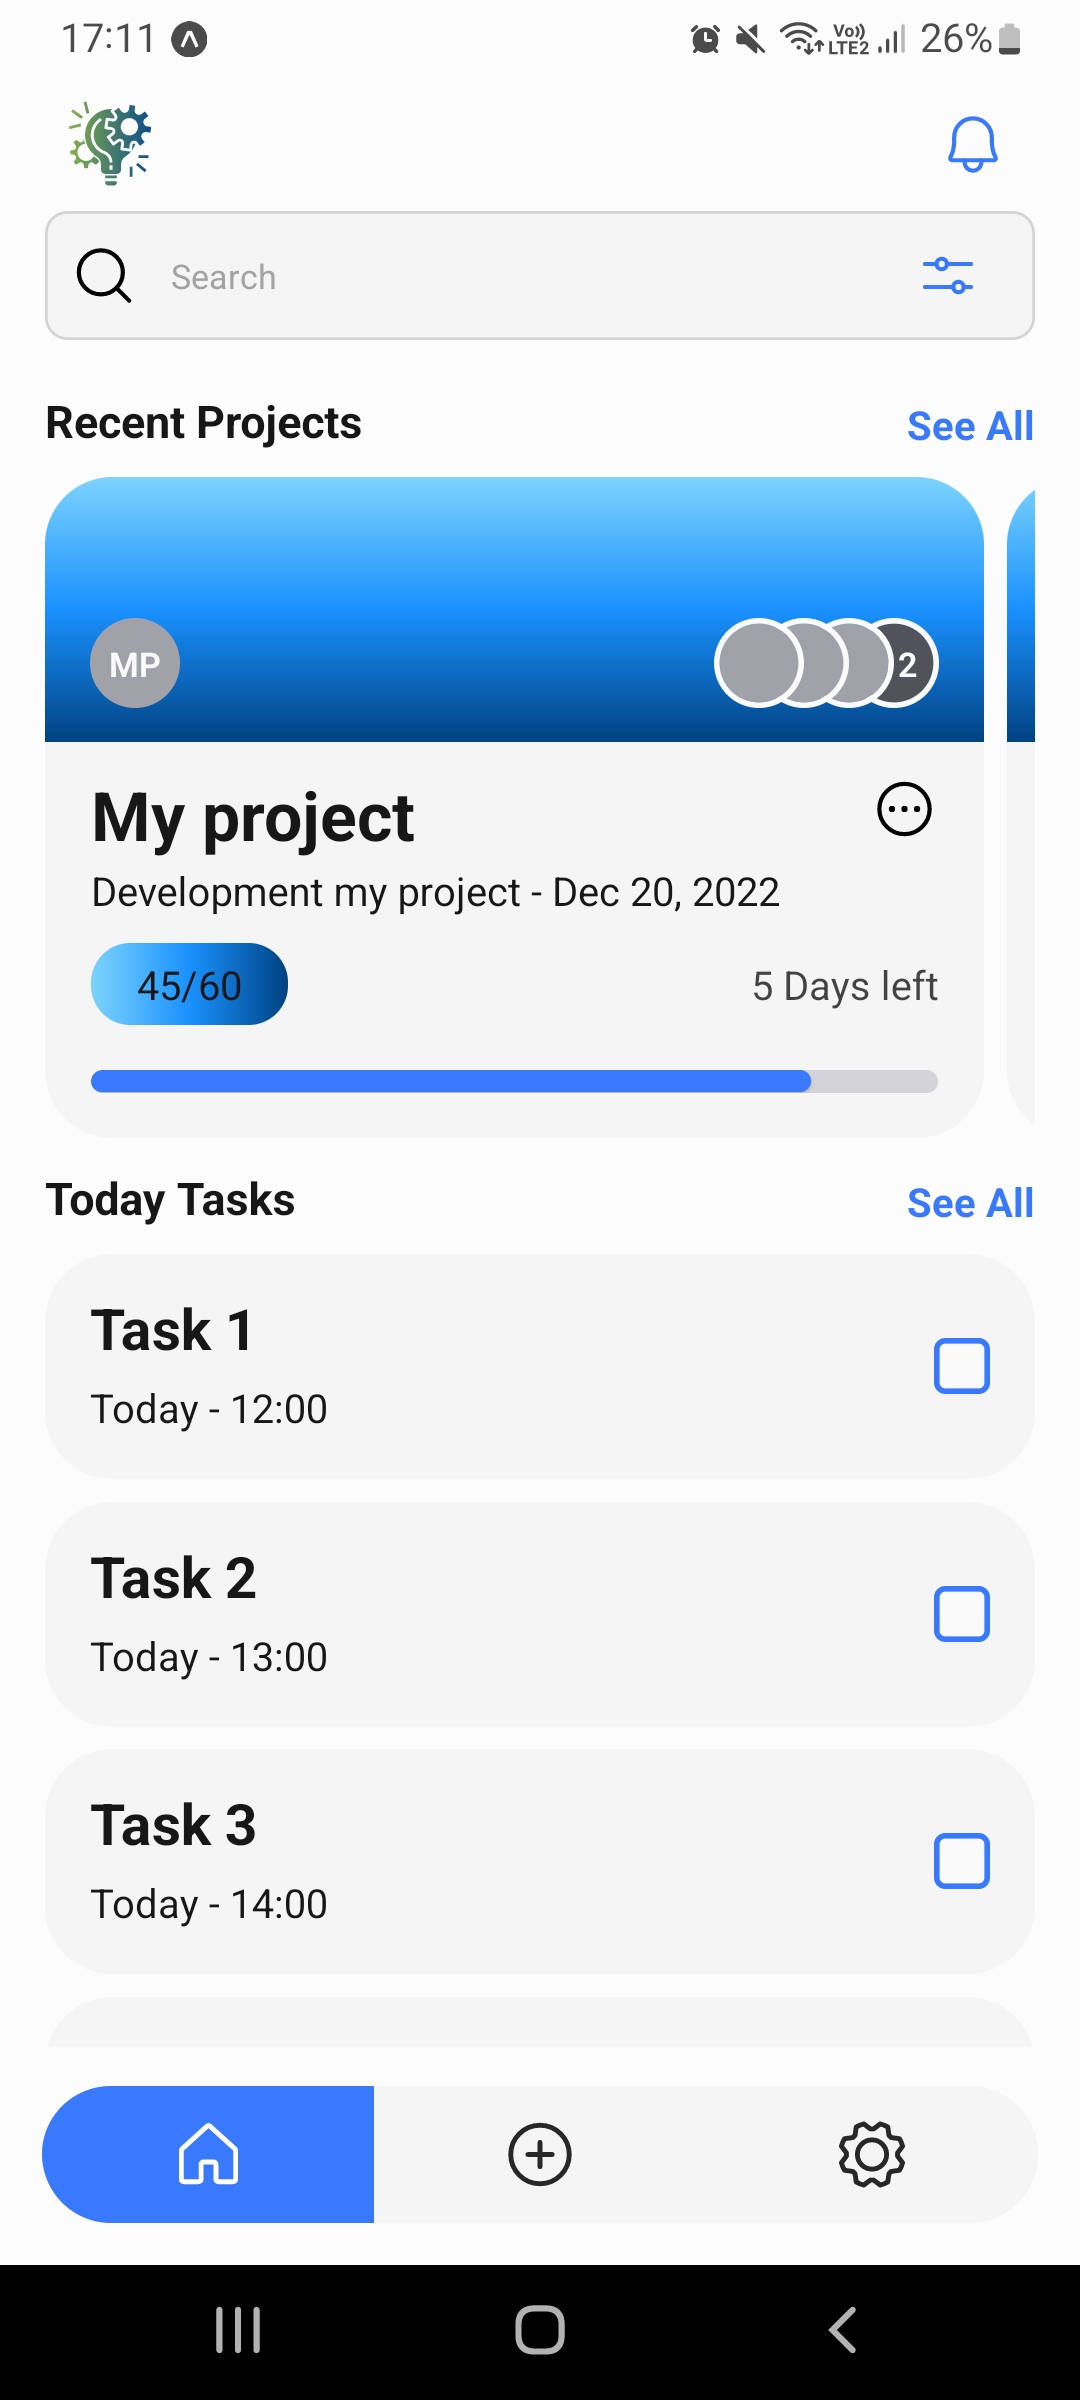 17:11
Vo)) LTE2 26%
Search
Recent Projects See All
MP 2
My project
Development my project - Dec 20, 2022
45/60 5 Days left
Today Tasks See All
Task 1
Today - 12:00
Task 2
Today - 13:00
Task 3
Today - 14:00